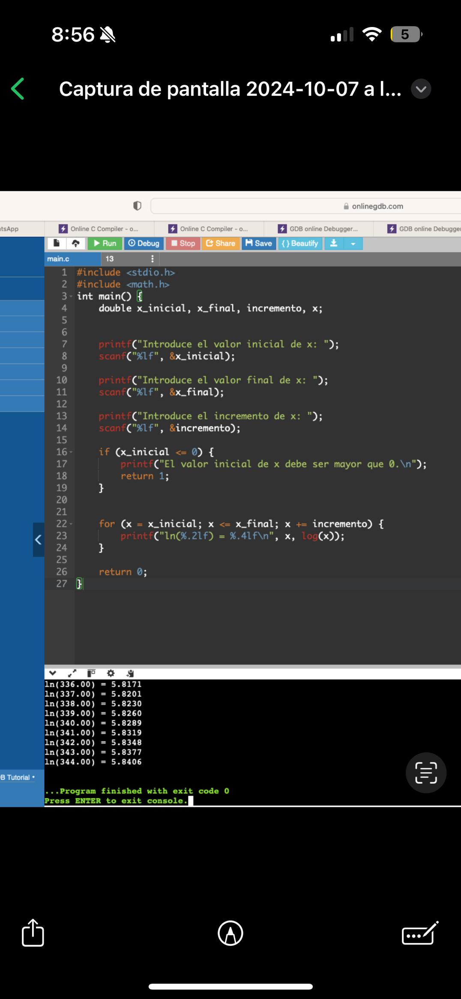 8:56
5
Captura de pantalla 2024-10-07 a l...
onlinegdb.com
tsApp
Online C Compiler - o...
Online C Compiler - o...
GDB online Debugger...
GDB online Debugger
Run
Debug
Stop
Share
Save
{} Beautify
main.c
13
1 #include <stdio.h>
2 #include <math.h>
3 int main() {
4     double x_inicial, x_final, incremento, x;
5
6
7     printf("Introduce el valor inicial de x: ");
8     scanf("%lf", &x_inicial);
9
10     printf("Introduce el valor final de x: ");
11     scanf("%lf", &x_final);
12
13     printf("Introduce el incremento de x: ");
14     scanf("%lf", &incremento);
15
16     if (x_inicial <= 0) {
17         printf("El valor inicial de x debe ser mayor que 0.\n");
18         return 1;
19     }
20
21
22     for (x = x_inicial; x <= x_final; x += incremento) {
23         printf("ln(%.2lf) = %.4lf\n", x, log(x));
24     }
25
26     return 0;
27 }
ln(336.00) = 5.8171
ln(337.00) = 5.8201
ln(338.00) = 5.8230
ln(339.00) = 5.8260
ln(340.00) = 5.8289
ln(341.00) = 5.8319
ln(342.00) = 5.8348
ln(343.00) = 5.8377
ln(344.00) = 5.8406
B Tutorial •
...Program finished with exit code 0
Press ENTER to exit console.